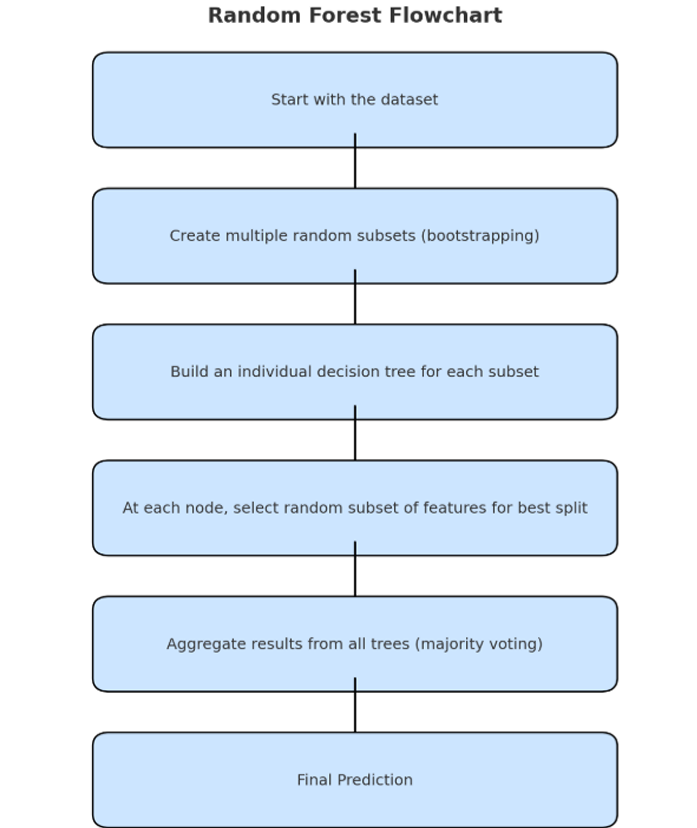 Random Forest Flowchart
Start with the dataset
Create multiple random subsets (bootstrapping)
Build an individual decision tree for each subset
At each node, select random subset of features for best split
Aggregate results from all trees (majority voting)
Final Prediction